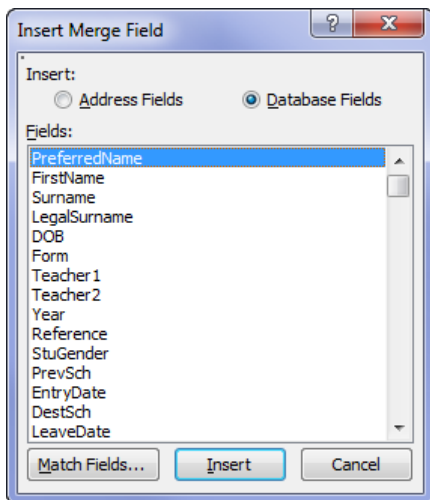 Insert Merge Field
Insert:
Address Fields Database Fields
Fields:
PreferredName
FirstName
Surname
LegalSurname
DOB
Form
Teacher1
Teacher2
Year
Reference
StuGender
PrevSch
EntryDate
DestSch
LeaveDate
Match Fields... Insert Cancel